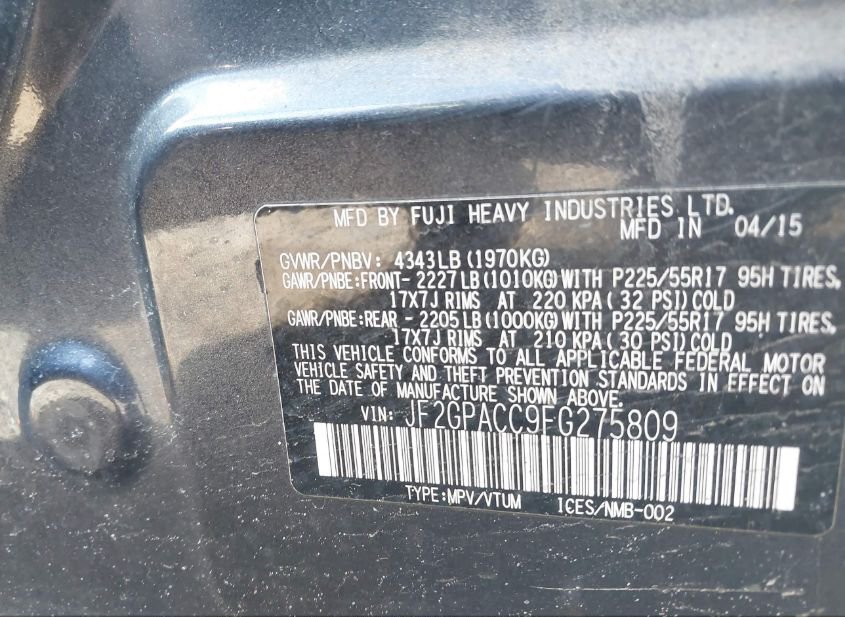 MFD BY FUJI HEAVY INDUSTRIES, LTD.
MFD IN 04/15
GVWR/PNBV: 4343LB (1970KG)
GAWR/PNBE:FRONT- 2227LB (1010KG) WITH P225/55R17 95H TIRES,
17X7J RIMS AT 220 KPA ( 32 PSI) COLD
GAWR/PNBE:REAR - 2205LB (1000KG) WITH P225/55R17 95H TIRES,
17X7J RIMS AT 210 KPA ( 30 PSI) COLD
THIS VEHICLE CONFORMS TO ALL APPLICABLE FEDERAL MOTOR
VEHICLE SAFETY AND THEFT PREVENTION STANDARDS IN EFFECT ON
THE DATE OF MANUFACTURE SHOWN ABOVE.
VIN: JF2GPACC9FG275809
TYPE:MPV/VTUM ICES/NMB-002